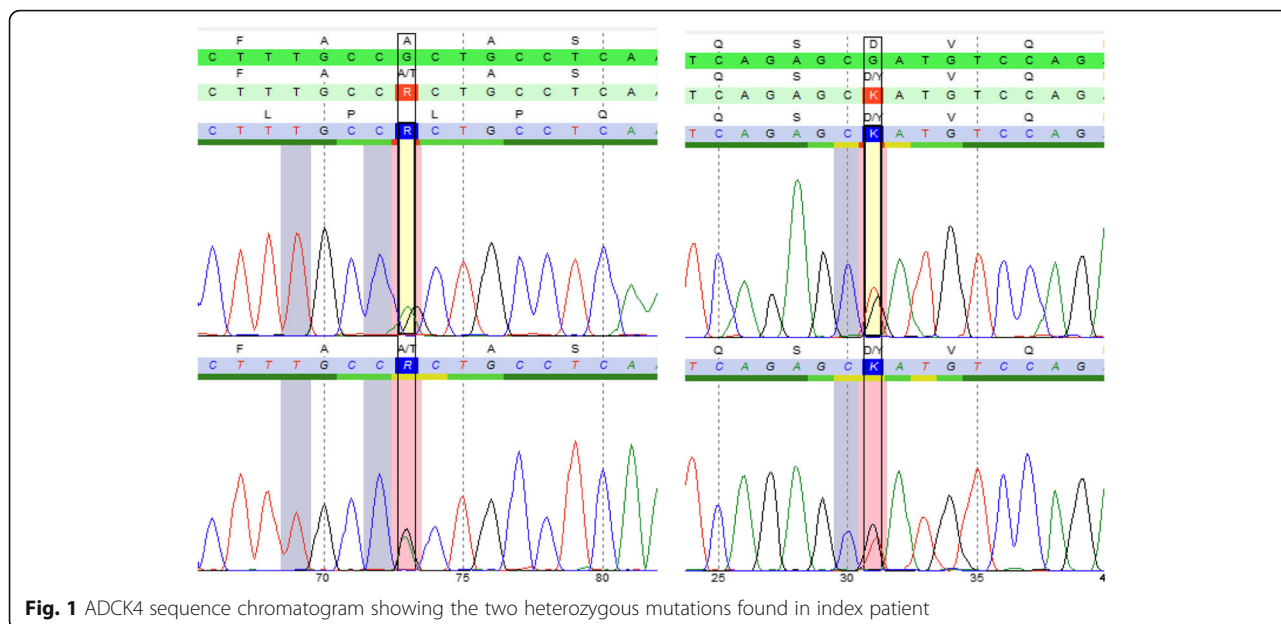 F A A A S
C T T T G C C G C T G C C T C A A
F A A/T A S
C T T T G C C R C T G C C T C A A
L P L P Q
C T T T G C C R C T G C C T C A A
F A A/T A S
C T T T G C C R C T G C C T C A A
70 75 80
Q S D V Q
T C A G A G C G A T G T C C A G A
Q S D/Y V Q
T C A G A G C K A T G T C C A G A
Q S D/Y V Q
T C A G A G C K A T G T C C A G A
Q S D/Y V Q
T C A G A G C K A T G T C C A G A
25 30 35 4
Fig. 1 ADCK4 sequence chromatogram showing the two heterozygous mutations found in index patient